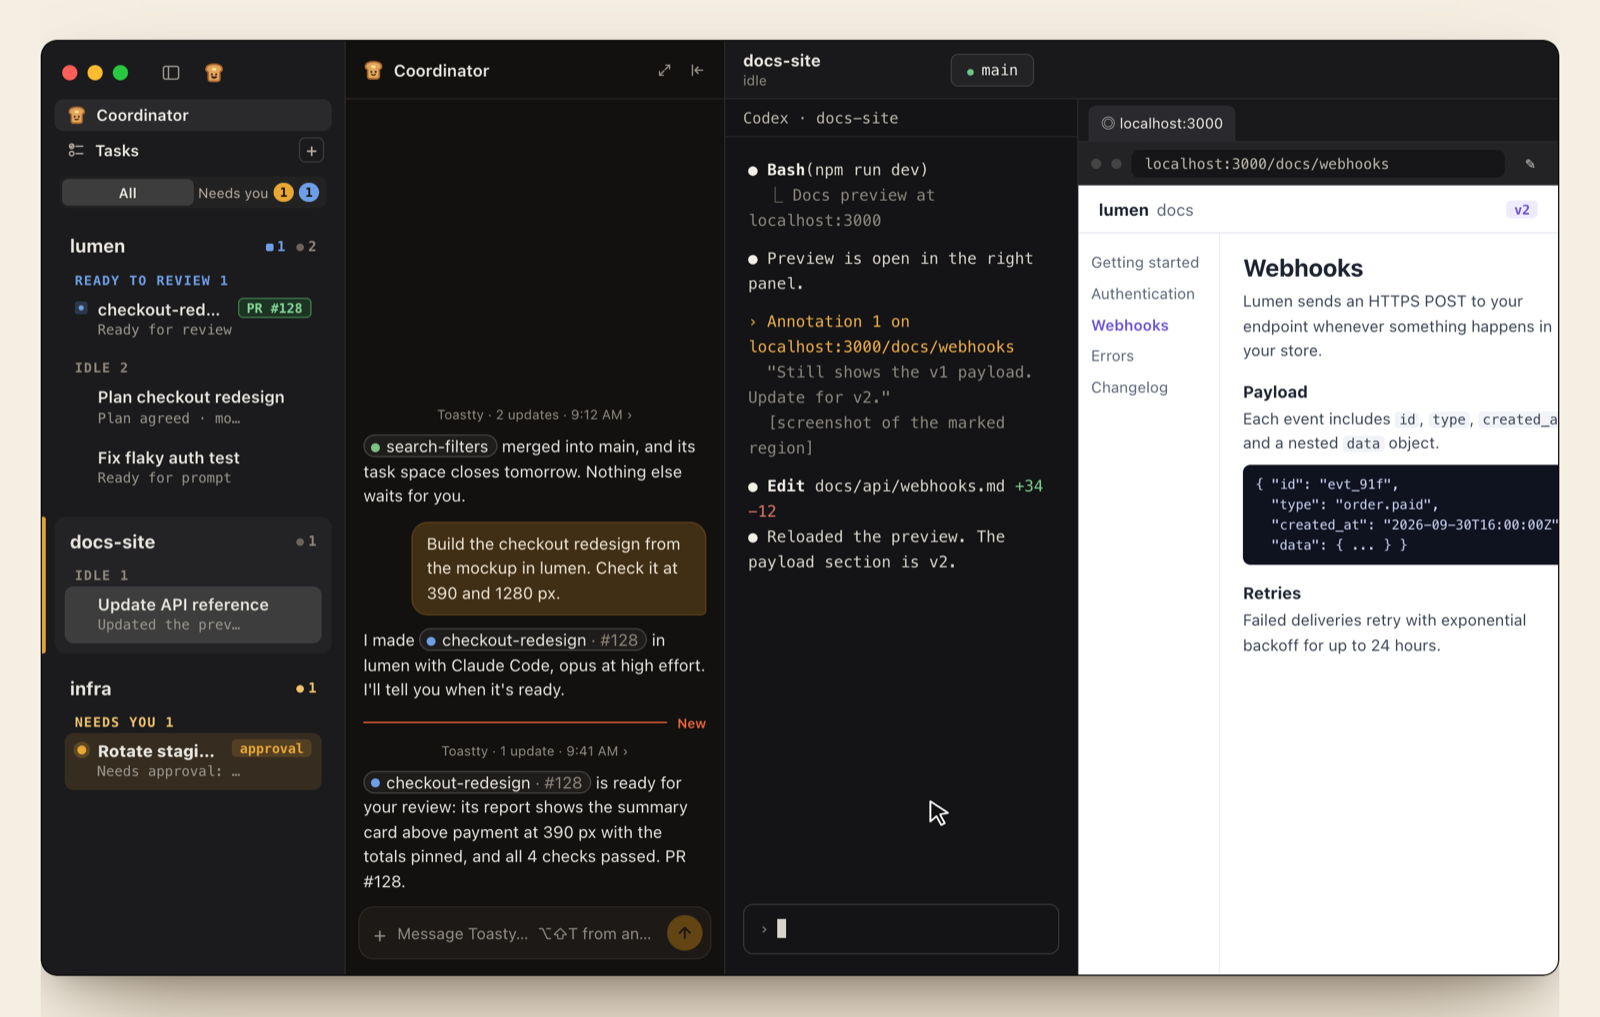 Coordinator
Tasks
+
All
Needs you 1 1
lumen
1 2
READY TO REVIEW 1
checkout-red...
PR #128
Ready for review
IDLE 2
Plan checkout redesign
Plan agreed · mo…
Fix flaky auth test
Ready for prompt
docs-site
1
IDLE 1
Update API reference
Updated the prev…
infra
1
NEEDS YOU 1
Rotate stagi...
approval
Needs approval: …
Coordinator
Toastty · 2 updates · 9:12 AM ›
search-filters merged into main, and its
task space closes tomorrow. Nothing else
waits for you.
Build the checkout redesign from
the mockup in lumen. Check it at
390 and 1280 px.
I made checkout-redesign · #128 in
lumen with Claude Code, opus at high effort.
I'll tell you when it's ready.
New
Toastty · 1 update · 9:41 AM ›
checkout-redesign · #128 is ready for
your review: its report shows the summary
card above payment at 390 px with the
totals pinned, and all 4 checks passed. PR
#128.
+ Message Toasty... ⌥⇧T from an...
docs-site
idle
main
Codex · docs-site
● Bash(npm run dev)
⎿ Docs preview at
localhost:3000
● Preview is open in the right
panel.
› Annotation 1 on
localhost:3000/docs/webhooks
"Still shows the v1 payload.
Update for v2."
[screenshot of the marked
region]
● Edit docs/api/webhooks.md +34
−12
● Reloaded the preview. The
payload section is v2.
›
localhost:3000
localhost:3000/docs/webhooks
lumen docs
v2
Getting started
Authentication
Webhooks
Errors
Changelog
Webhooks
Lumen sends an HTTPS POST to your
endpoint whenever something happens in
your store.
Payload
Each event includes id, type, created_a
and a nested data object.
{ "id": "evt_91f",
"type": "order.paid",
"created_at": "2026-09-30T16:00:00Z"
"data": { ... } }
Retries
Failed deliveries retry with exponential
backoff for up to 24 hours.